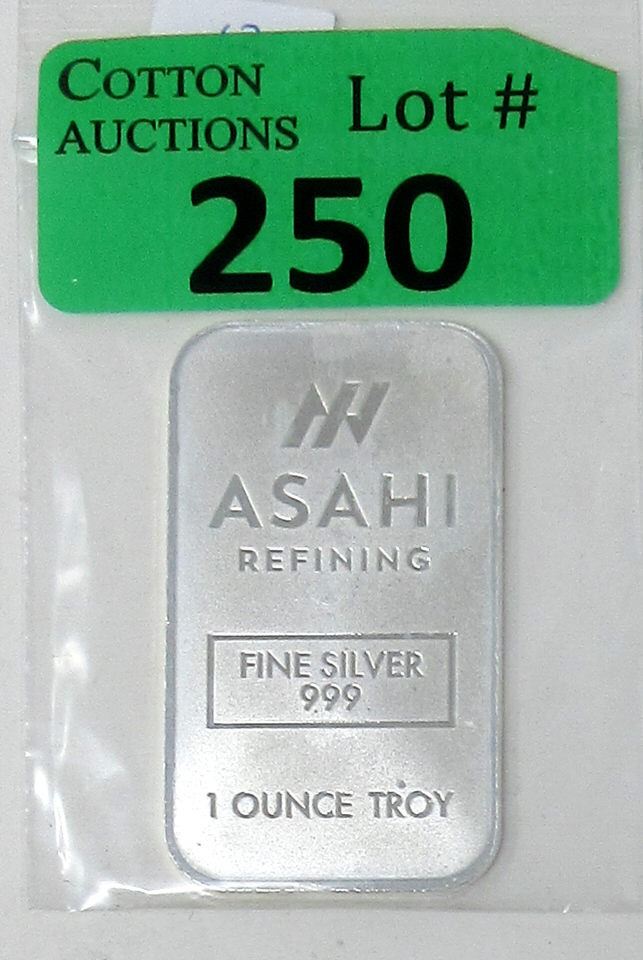 COTTON
AUCTIONS
Lot #
250
ASAHI
REFINING
FINE SILVER
999
1 OUNCE TROY